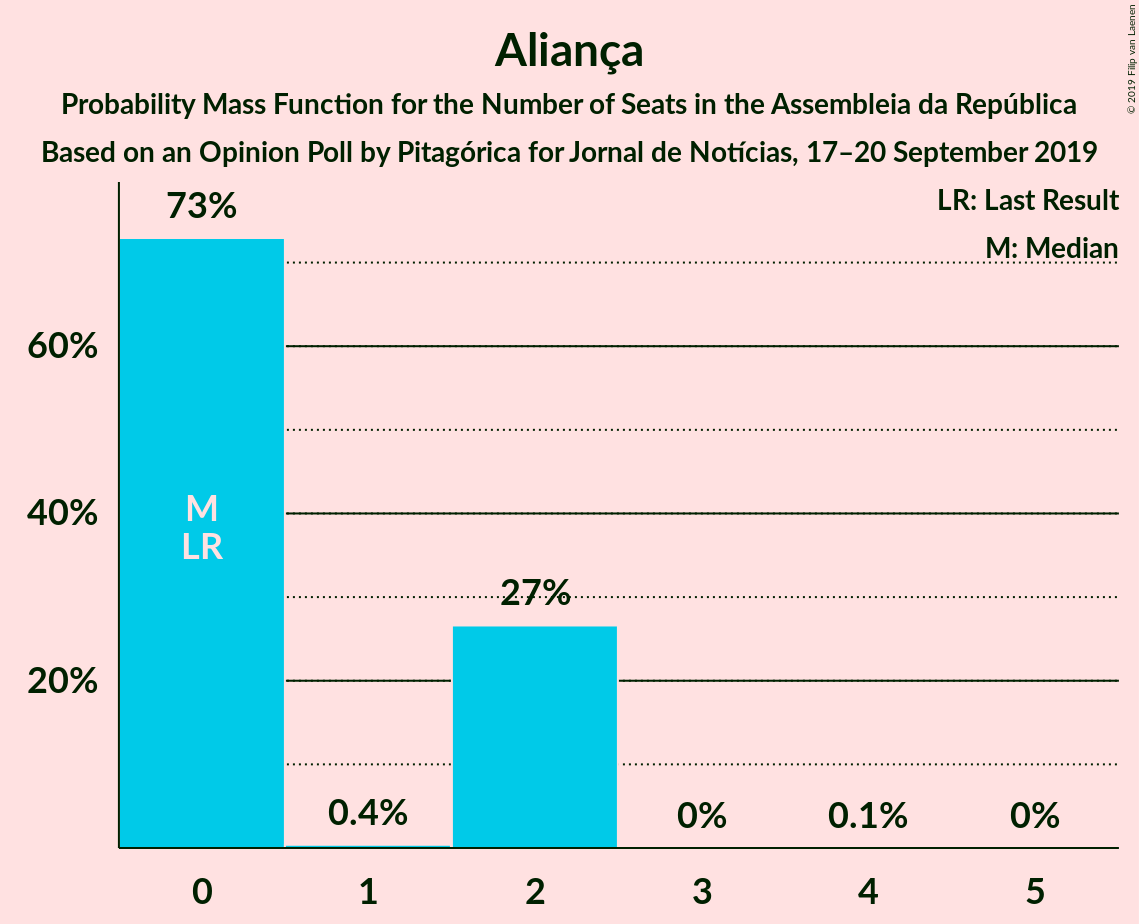 Aliança
Probability Mass Function for the Number of Seats in the Assembleia da República
Based on an Opinion Poll by Pitagórica for Jornal de Notícias, 17–20 September 2019
© 2019 Filip van Laenen
LR: Last Result
M: Median
73%
60%
40%
20%
M
LR
0.4%
27%
0%
0.1%
0%
0 1 2 3 4 5